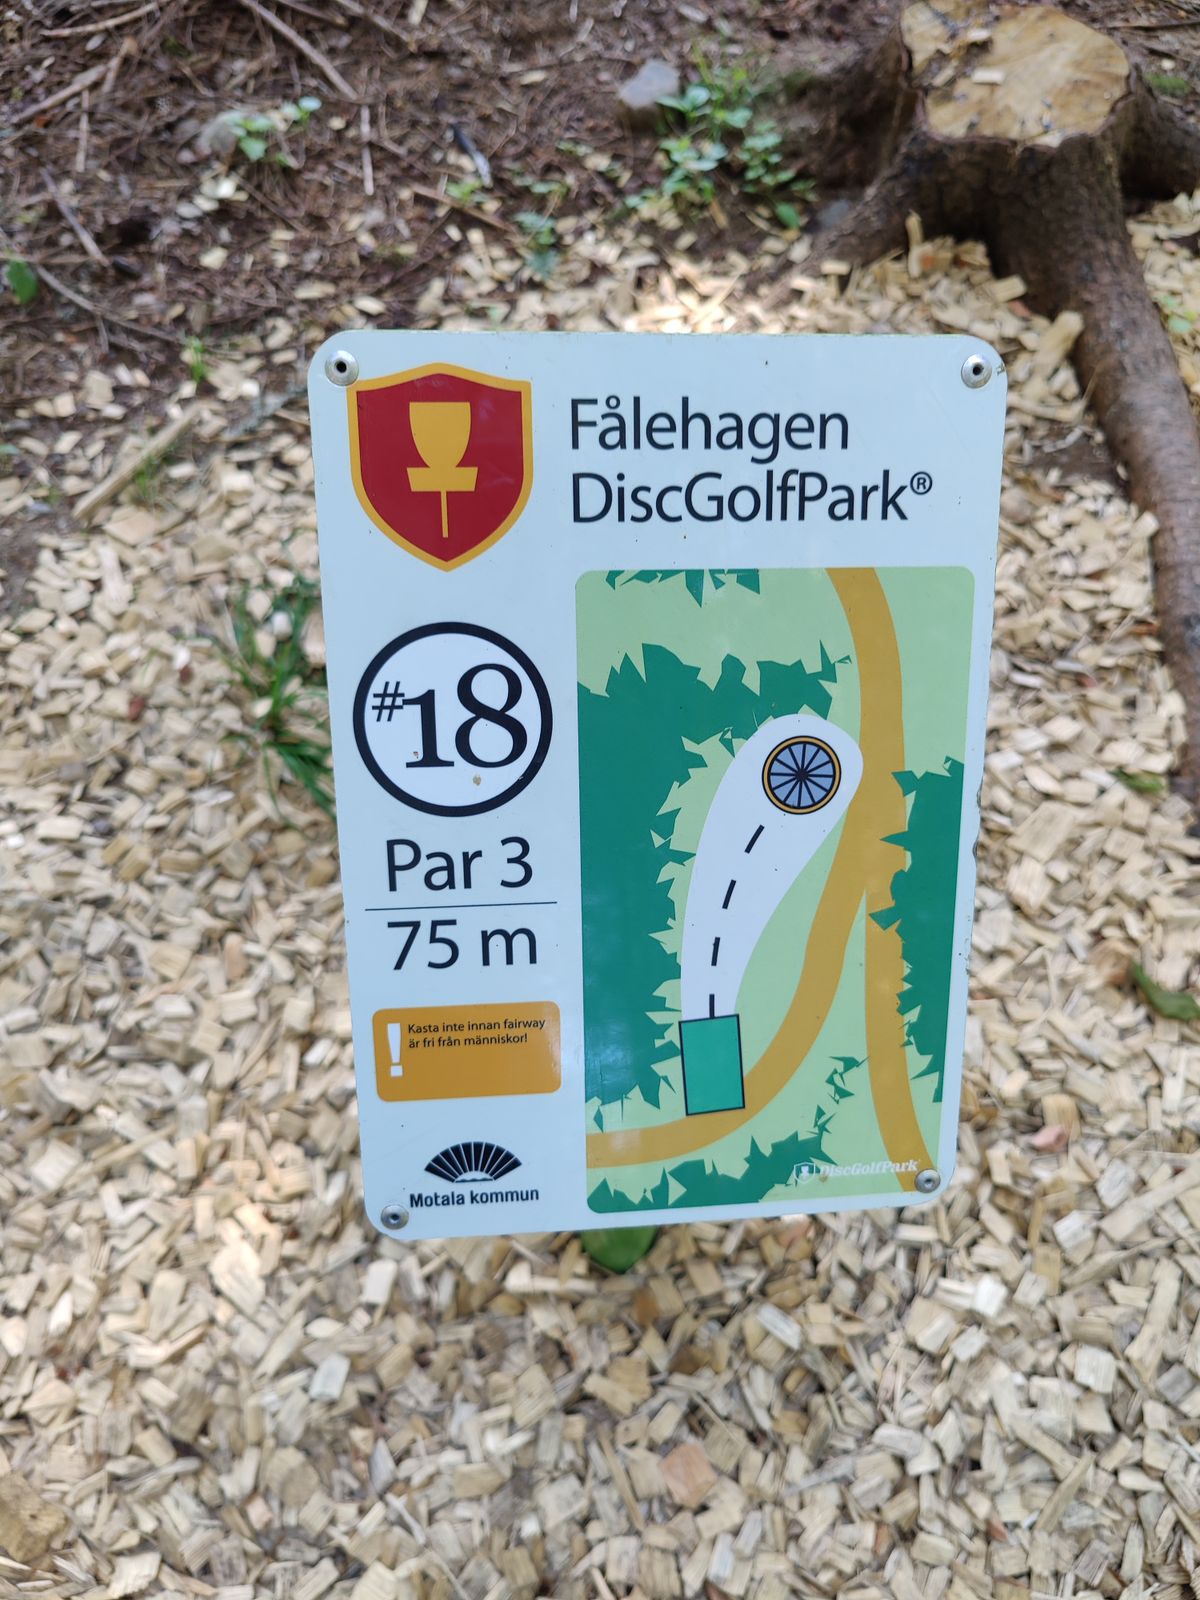 Fålehagen
DiscGolfPark®
#18
Par 3
75 m
! Kasta inte innan fairway
är fri från människor!
Motala kommun
DiscGolfPark